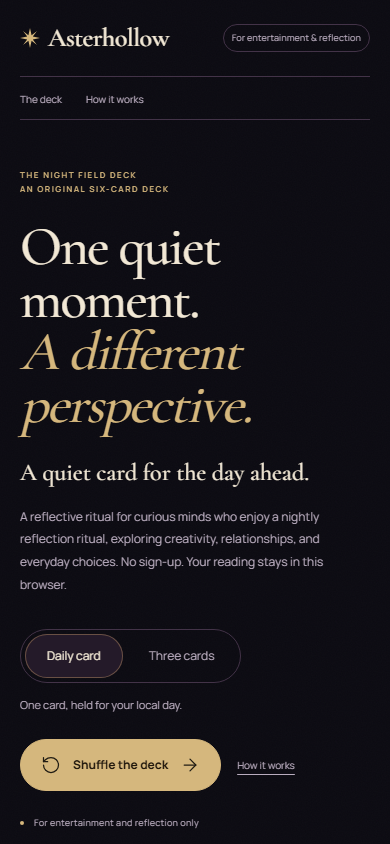 Asterhollow
For entertainment & reflection
The deck
How it works
THE NIGHT FIELD DECK
AN ORIGINAL SIX-CARD DECK
One quiet
moment.
A different
perspective.
A quiet card for the day ahead.
A reflective ritual for curious minds who enjoy a nightly
reflection ritual, exploring creativity, relationships, and
everyday choices. No sign-up. Your reading stays in this
browser.
Daily card
Three cards
One card, held for your local day.
Shuffle the deck
How it works
For entertainment and reflection only